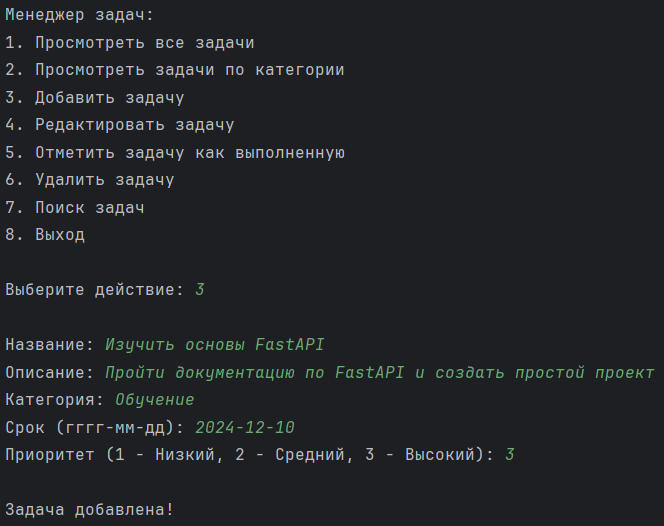 Менеджер задач:
1. Просмотреть все задачи
2. Просмотреть задачи по категории
3. Добавить задачу
4. Редактировать задачу
5. Отметить задачу как выполненную
6. Удалить задачу
7. Поиск задач
8. Выход
Выберите действие: 3
Название: Изучить основы FastAPI
Описание: Пройти документацию по FastAPI и создать простой проект
Категория: Обучение
Срок (гггг-мм-дд): 2024-12-10
Приоритет (1 - Низкий, 2 - Средний, 3 - Высокий): 3
Задача добавлена!